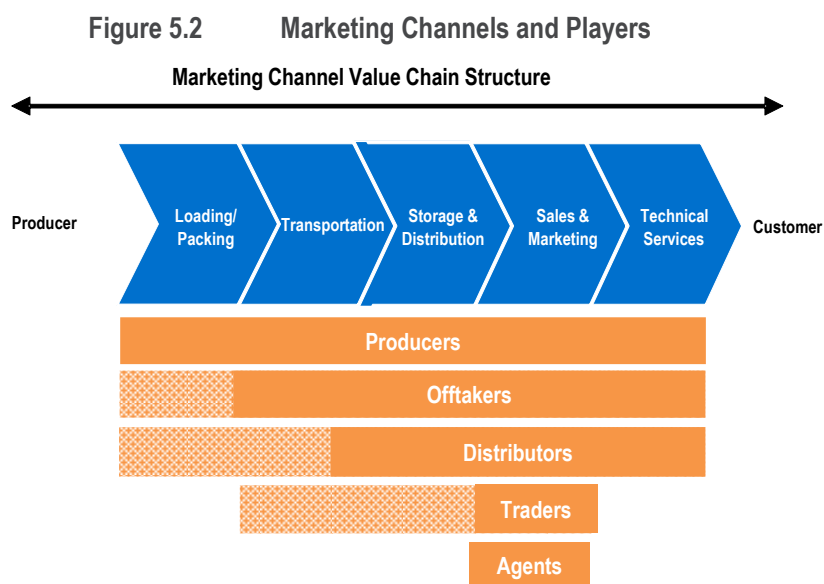 Figure 5.2 Marketing Channels and Players
Marketing Channel Value Chain Structure
Producer
Loading/
Packing
Transportation
Storage &
Distribution
Sales &
Marketing
Technical
Services
Customer
Producers
Offtakers
Distributors
Traders
Agents